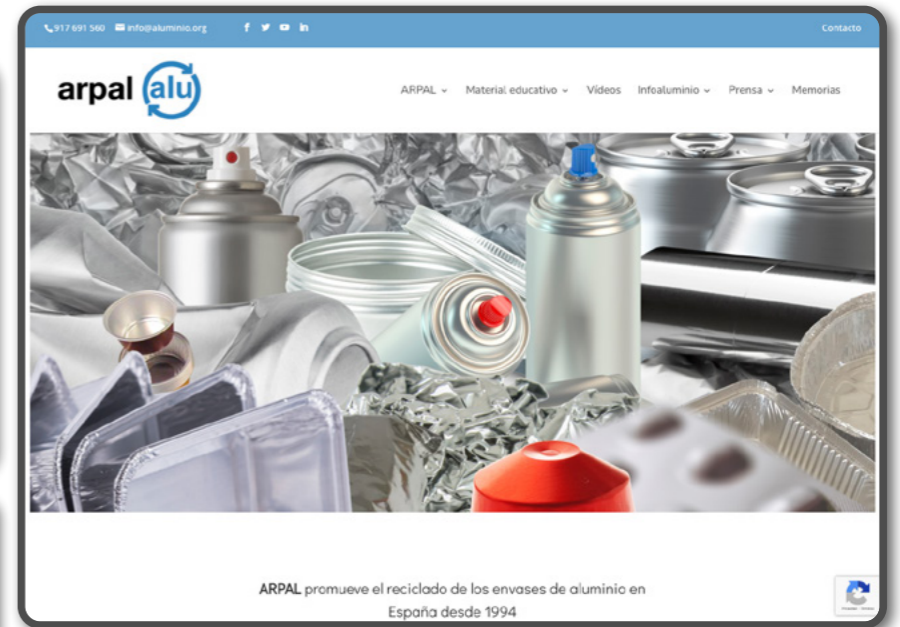 917 691 560 info@aluminio.org Contacto
arpal alu
ARPAL Material educativo Vídeos Infoaluminio Prensa Memorias
ARPAL promueve el reciclado de los envases de aluminio en
España desde 1994